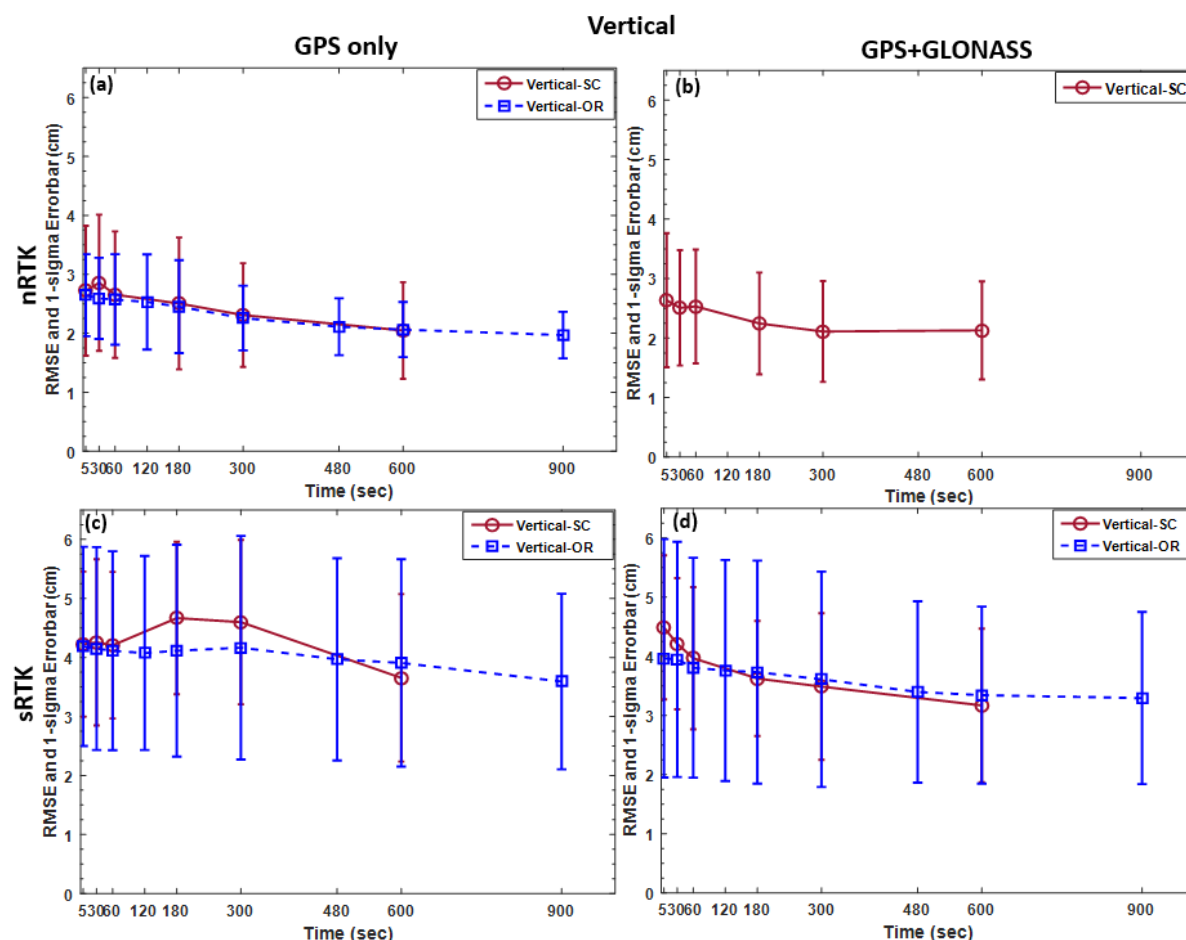 Vertical
GPS only
GPS+GLONASS
nRTK
(a)
Vertical-SC
Vertical-OR
RMSE and 1-sigma Errorbar (cm)
6
5
4
3
2
1
0
5 30 60 120 180 300 480 600 900
Time (sec)
(b)
Vertical-SC
RMSE and 1-sigma Errorbar (cm)
6
5
4
3
2
1
0
5 30 60 120 180 300 480 600 900
Time (sec)
sRTK
(c)
Vertical-SC
Vertical-OR
RMSE and 1-sigma Errorbar (cm)
6
5
4
3
2
1
0
5 30 60 120 180 300 480 600 900
Time (sec)
(d)
Vertical-SC
Vertical-OR
RMSE and 1-sigma Errorbar (cm)
6
5
4
3
2
1
0
5 30 60 120 180 300 480 600 900
Time (sec)